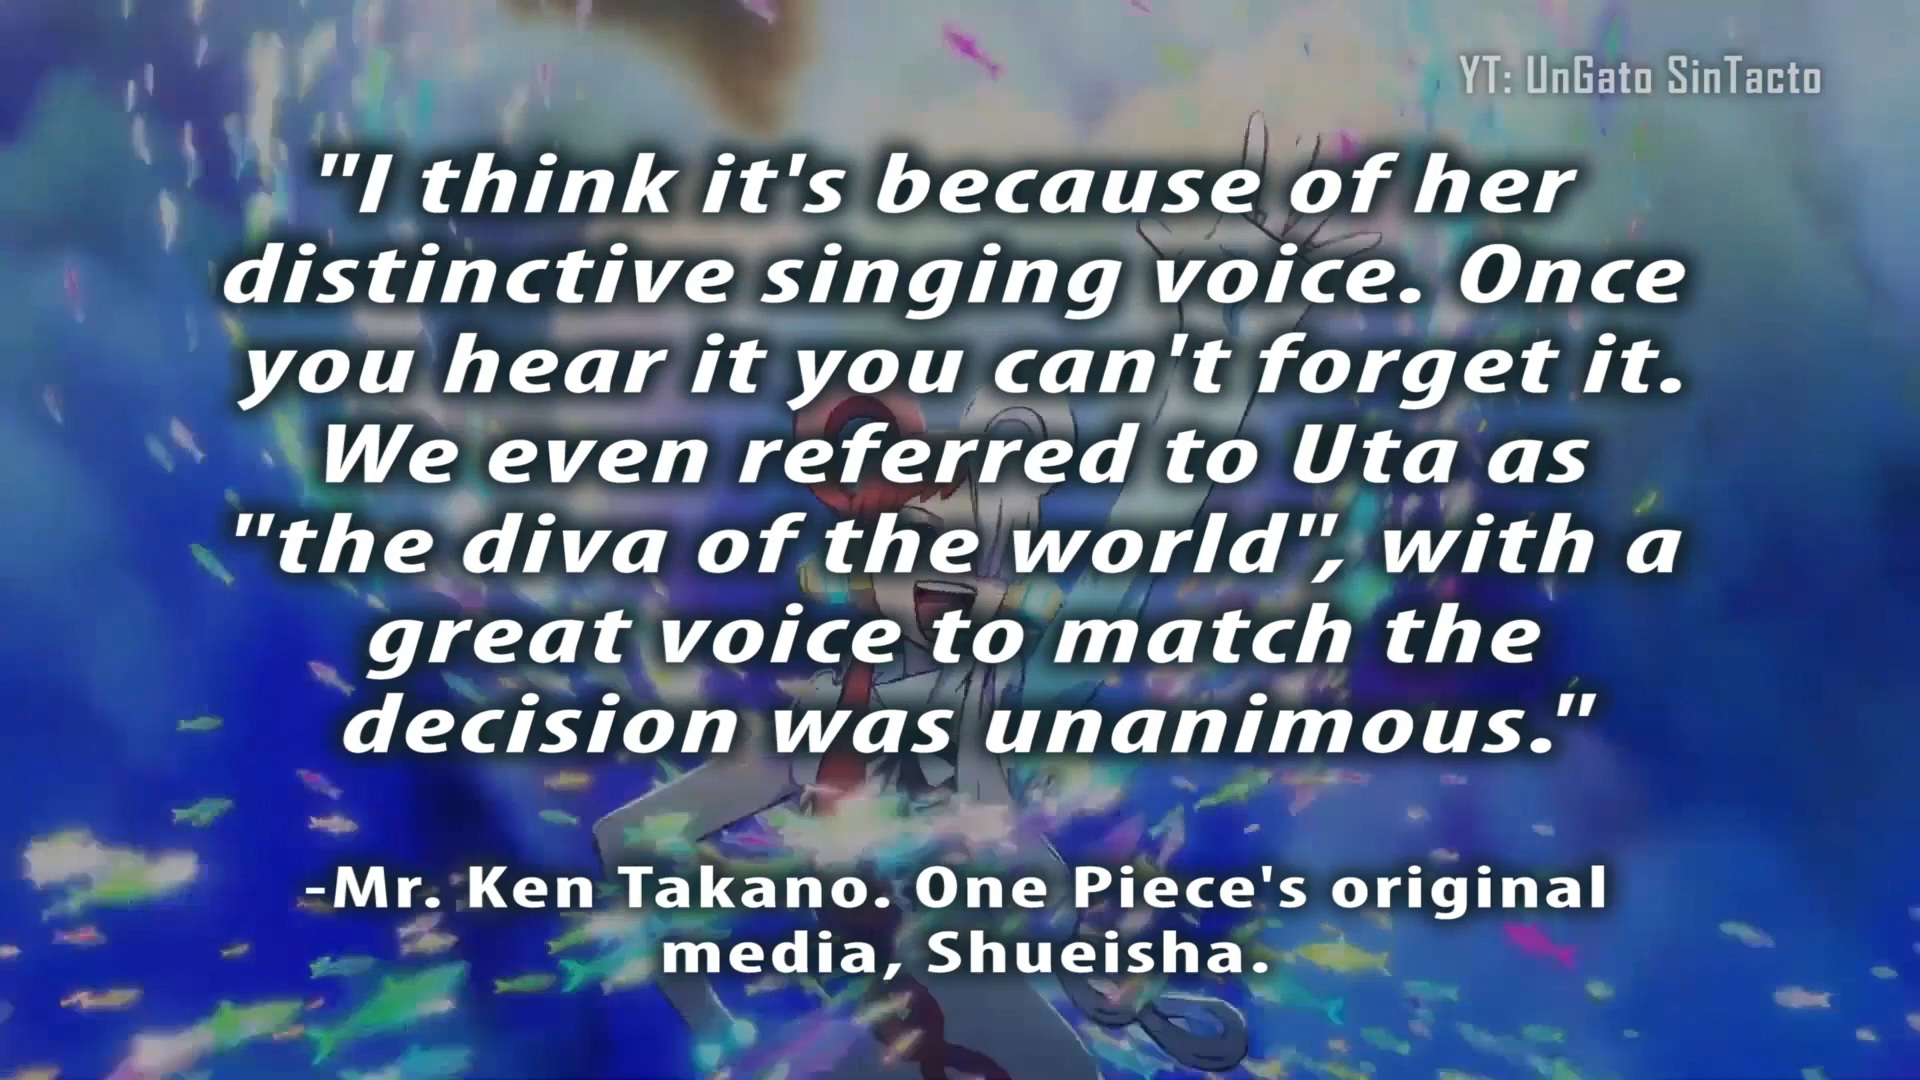 YT: UnGato SinTacto
"I think it's because of her
distinctive singing voice. Once
you hear it you can't forget it.
We even referred to Uta as
"the diva of the world", with a
great voice to match the
decision was unanimous."
-Mr. Ken Takano. One Piece's original
media, Shueisha.